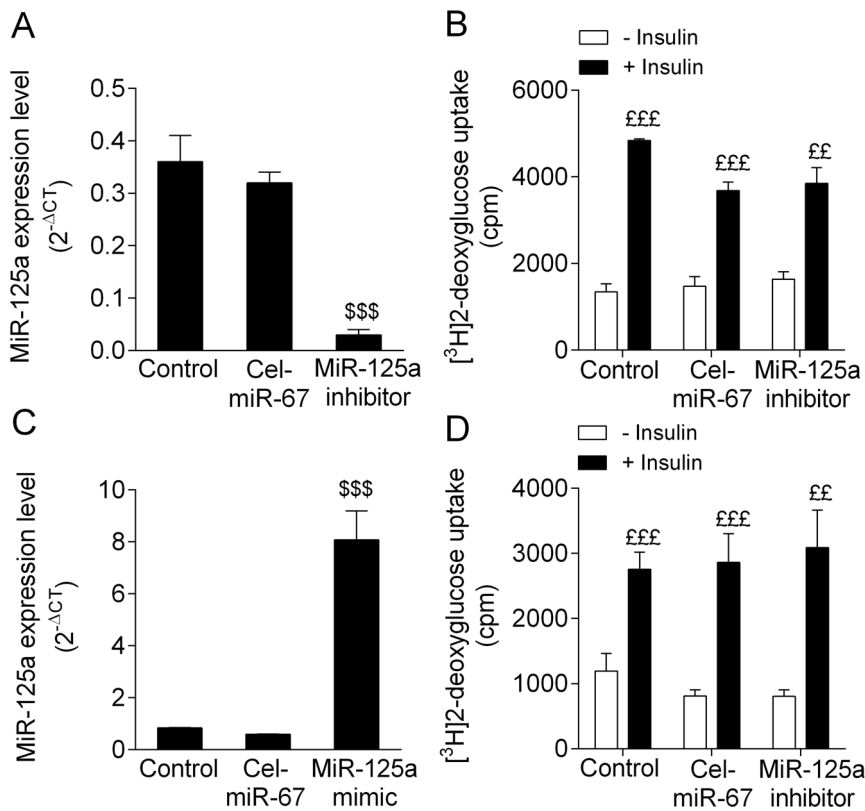 A
MiR-125a expression level
(2-ΔCT)
0.5
0.4
0.3
0.2
0.1
0.0
$$$
Control
Cel-
miR-67
MiR-125a
inhibitor
B
- Insulin
+ Insulin
[³H]2-deoxyglucose uptake
(cpm)
6000
4000
2000
0
£££
£££
££
Control
Cel-
miR-67
MiR-125a
inhibitor
C
MiR-125a expression level
(2-ΔCT)
10
8
6
4
2
0
$$$
Control
Cel-
miR-67
MiR-125a
mimic
D
- Insulin
+ Insulin
[³H]2-deoxyglucose uptake
(cpm)
4000
3000
2000
1000
0
£££
£££
££
Control
Cel-
miR-67
MiR-125a
inhibitor